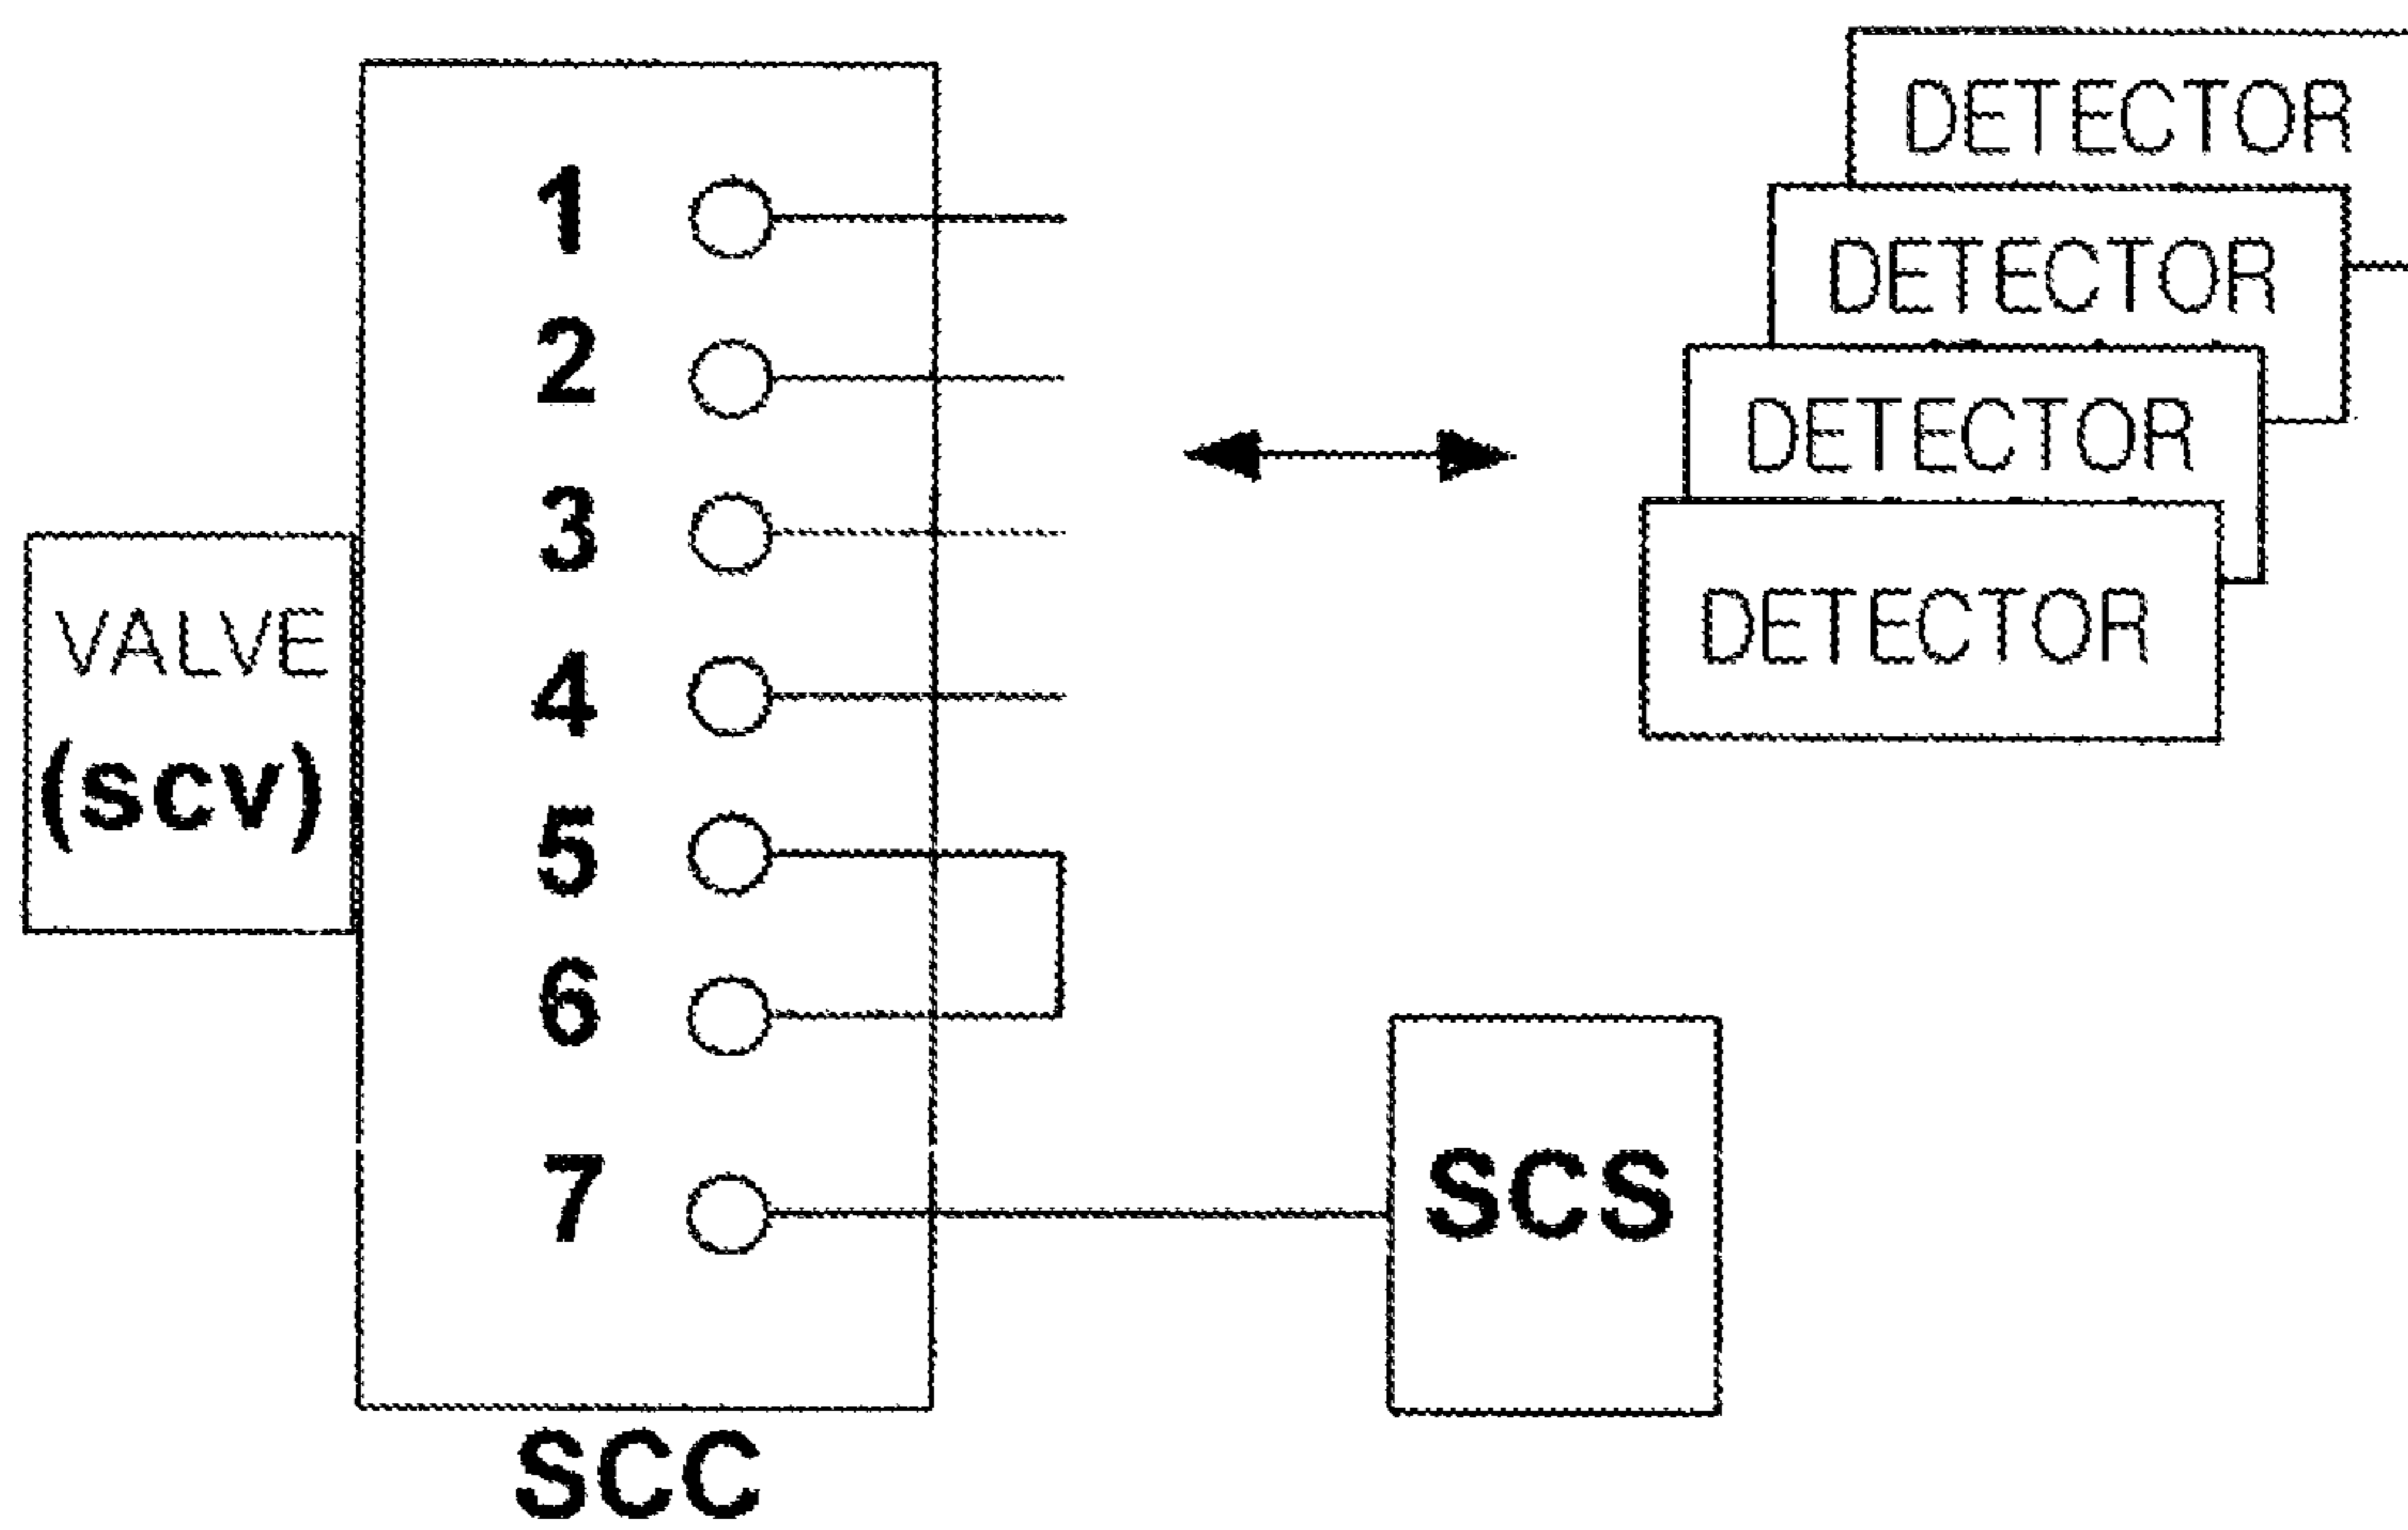 DETECTOR
1
DETECTOR
2
DETECTOR
3
VALVE
DETECTOR
4
(scv)
5
6
7
SCS
SCC